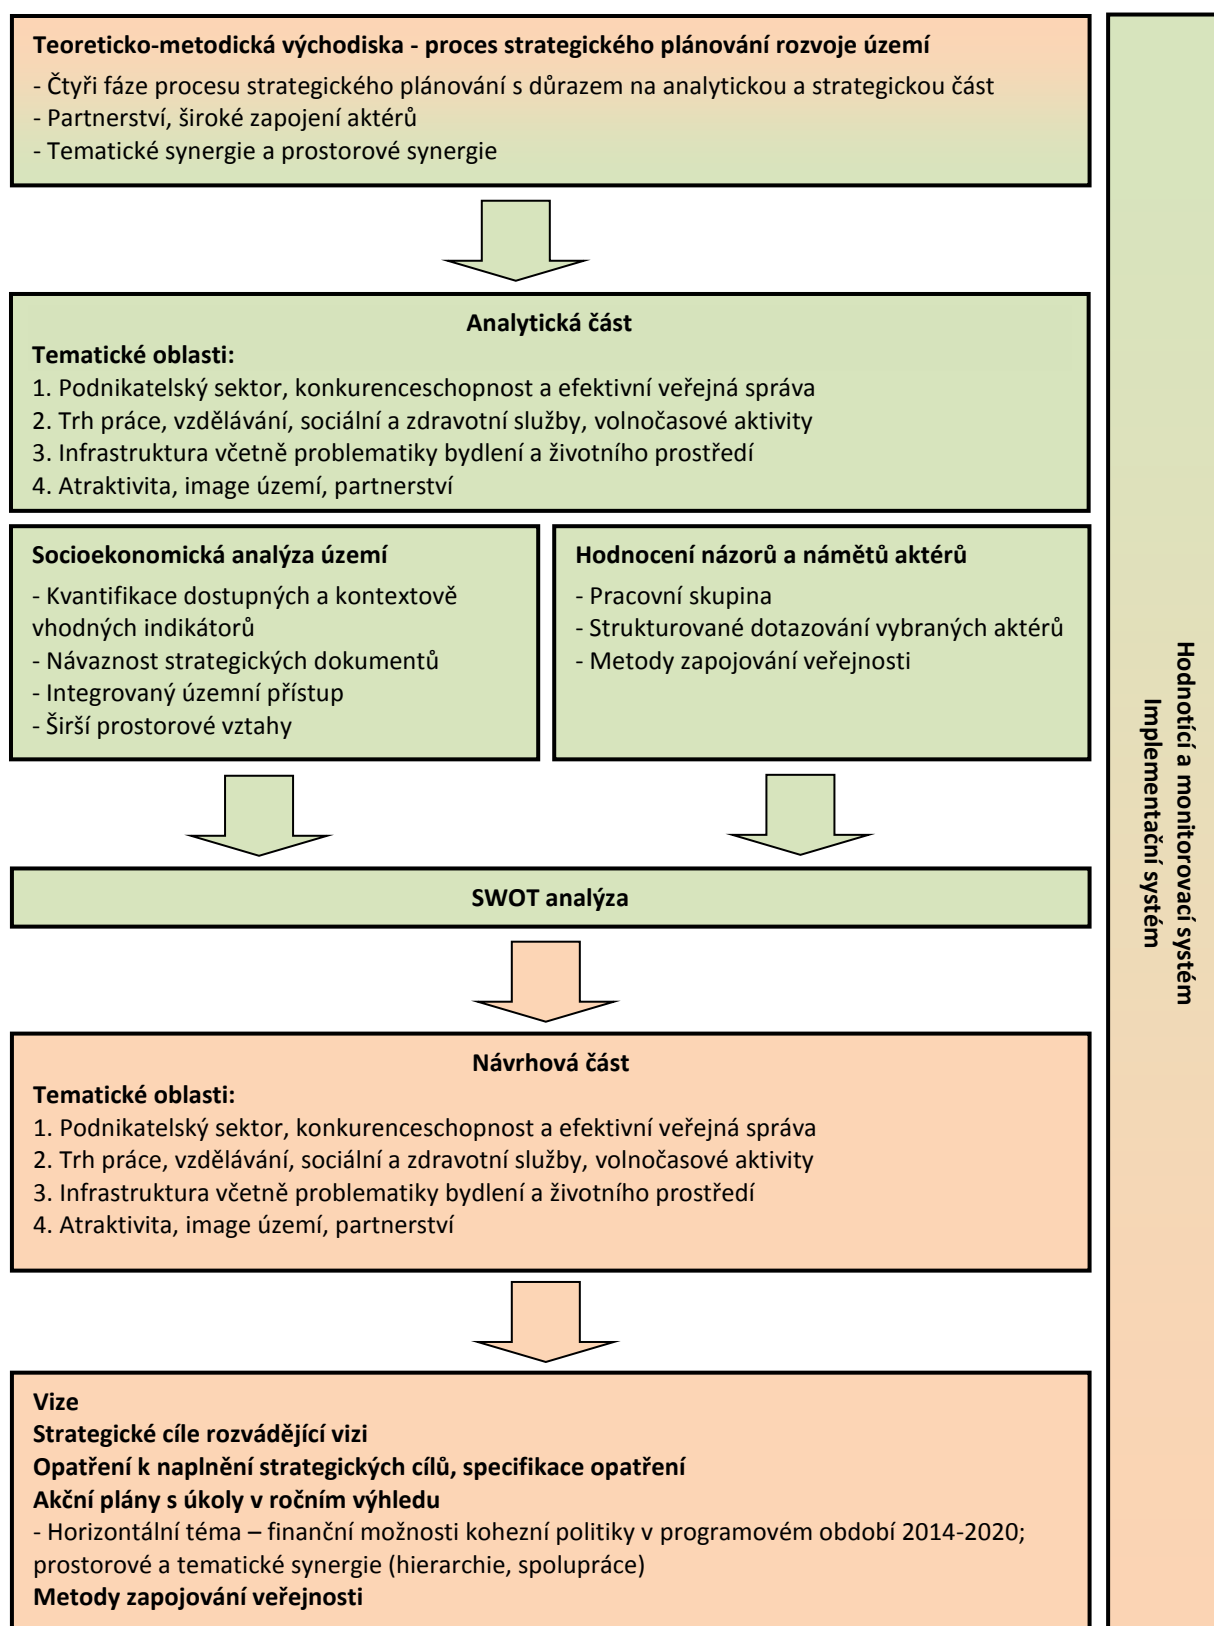 Teoreticko-metodická východiska - proces strategického plánování rozvoje území
- Čtyři fáze procesu strategického plánování s důrazem na analytickou a strategickou část
- Partnerství, široké zapojení aktérů
- Tematické synergie a prostorové synergie
Analytická část
Tematické oblasti:
1. Podnikatelský sektor, konkurenceschopnost a efektivní veřejná správa
2. Trh práce, vzdělávání, sociální a zdravotní služby, volnočasové aktivity
3. Infrastruktura včetně problematiky bydlení a životního prostředí
4. Atraktivita, image území, partnerství
Socioekonomická analýza území
- Kvantifikace dostupných a kontextově
vhodných indikátorů
- Návaznost strategických dokumentů
- Integrovaný územní přístup
- Širší prostorové vztahy
Hodnocení názorů a námětů aktérů
- Pracovní skupina
- Strukturované dotazování vybraných aktérů
- Metody zapojování veřejnosti
SWOT analýza
Návrhová část
Tematické oblasti:
1. Podnikatelský sektor, konkurenceschopnost a efektivní veřejná správa
2. Trh práce, vzdělávání, sociální a zdravotní služby, volnočasové aktivity
3. Infrastruktura včetně problematiky bydlení a životního prostředí
4. Atraktivita, image území, partnerství
Vize
Strategické cíle rozvádějící vizi
Opatření k naplnění strategických cílů, specifikace opatření
Akční plány s úkoly v ročním výhledu
- Horizontální téma – finanční možnosti kohezní politiky v programovém období 2014-2020;
prostorové a tematické synergie (hierarchie, spolupráce)
Metody zapojování veřejnosti
Hodnotící a monitorovací systém
Implementační systém